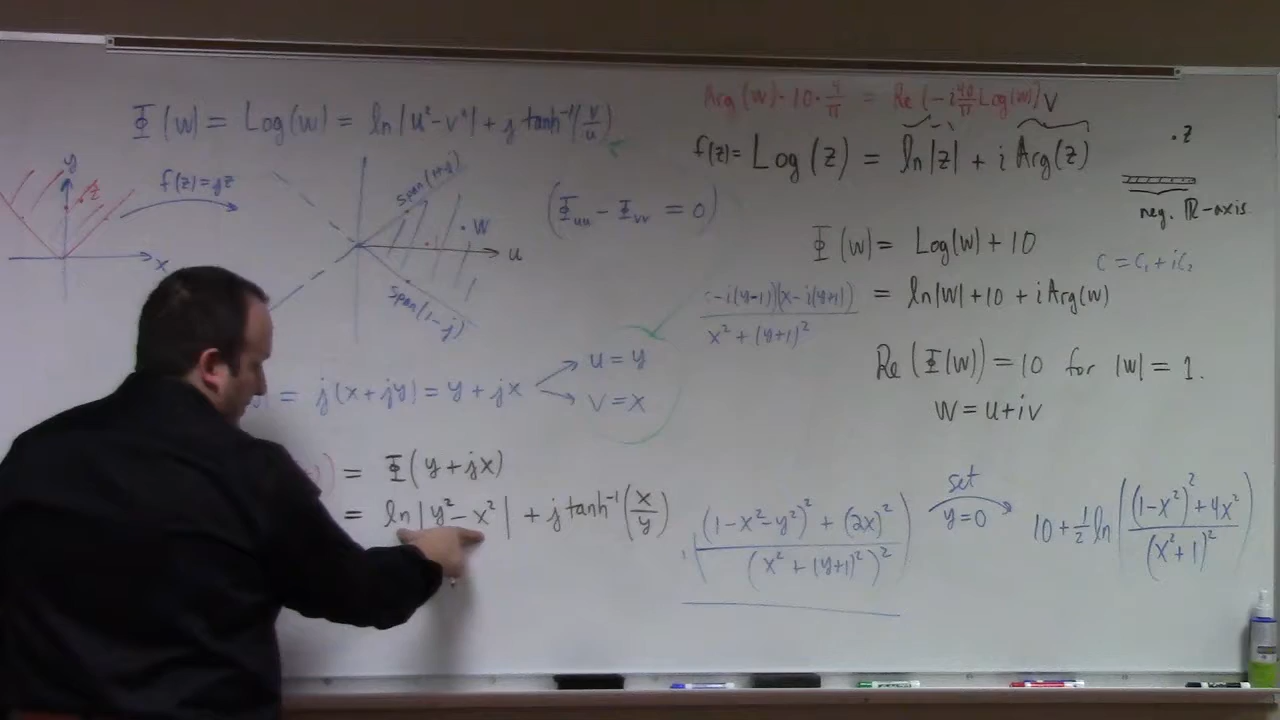 Φ(w) = Log(w) = ln|u² - v²| + j tanh⁻¹(v/u)
y
z
f(z) = jz
x
span(1+j)
• w
u
span(1-j)
(Φuu - Φvv = 0)
= j(x+jy) = y + jx
u = y
v = x
= Φ(y+jx)
= ln|y² - x²| + j tanh⁻¹(x/y)
Arg(w)·10·4/π = Re(-i 40/π Log(w))
v
f(z) = Log(z) = ln|z| + i Arg(z)
• z
neg. ℝ-axis
Φ(w) = Log(w) + 10
C = C₁ + iC₂
-i(y-1))(x-i(y+1)) / x² + (y+1)²
= ln|w| + 10 + i Arg(w)
Re(Φ(w)) = 10 for |w| = 1.
w = u + iv
((1-x²-y²)² + (2x)² / (x² + (y+1)²)²)
set
y=0
10 + ½ ln((1-x²)² + 4x² / (x²+1)²)